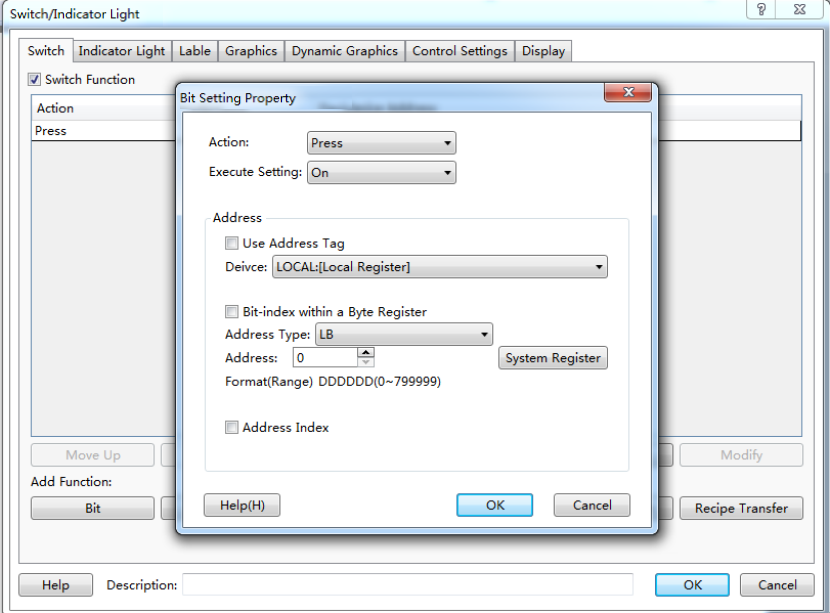 Switch/Indicator Light
Switch Indicator Light Lable Graphics Dynamic Graphics Control Settings Display
Switch Function
Action
Press
Bit Setting Property
Action: Press
Execute Setting: On
Address
Use Address Tag
Deivce: LOCAL:[Local Register]
Bit-index within a Byte Register
Address Type: LB
Address: 0 System Register
Format(Range) DDDDDD(0~799999)
Address Index
Help(H) OK Cancel
Move Up Modify
Add Function:
Bit Recipe Transfer
Help Description: OK Cancel